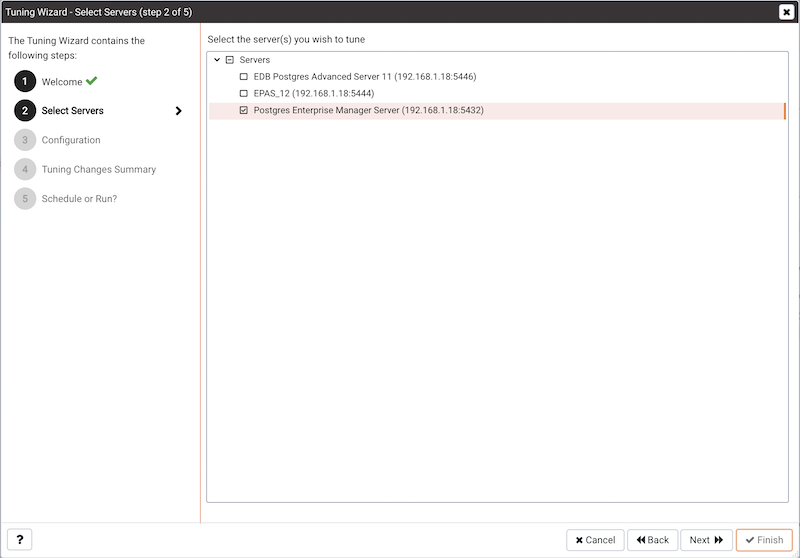 Tuning Wizard - Select Servers (step 2 of 5)
The Tuning Wizard contains the
following steps:
1 Welcome
2 Select Servers
3 Configuration
4 Tuning Changes Summary
5 Schedule or Run?
Select the server(s) you wish to tune
Servers
EDB Postgres Advanced Server 11 (192.168.1.18:5446)
EPAS_12 (192.168.1.18:5444)
Postgres Enterprise Manager Server (192.168.1.18:5432)
? Cancel Back Next Finish